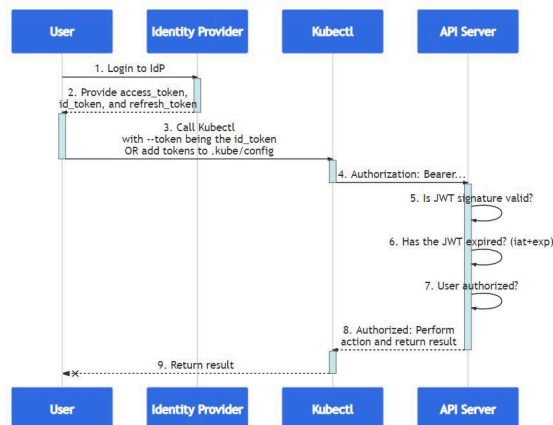 User
Identity Provider
Kubectl
API Server
1. Login to IdP
2. Provide access_token,
id_token, and refresh_token
3. Call Kubectl
with --token being the id_token
OR add tokens to .kube/config
4. Authorization: Bearer...
5. Is JWT signature valid?
6. Has the JWT expired? (iat+exp)
7. User authorized?
8. Authorized: Perform
action and return result
9. Return result
User
Identity Provider
Kubectl
API Server